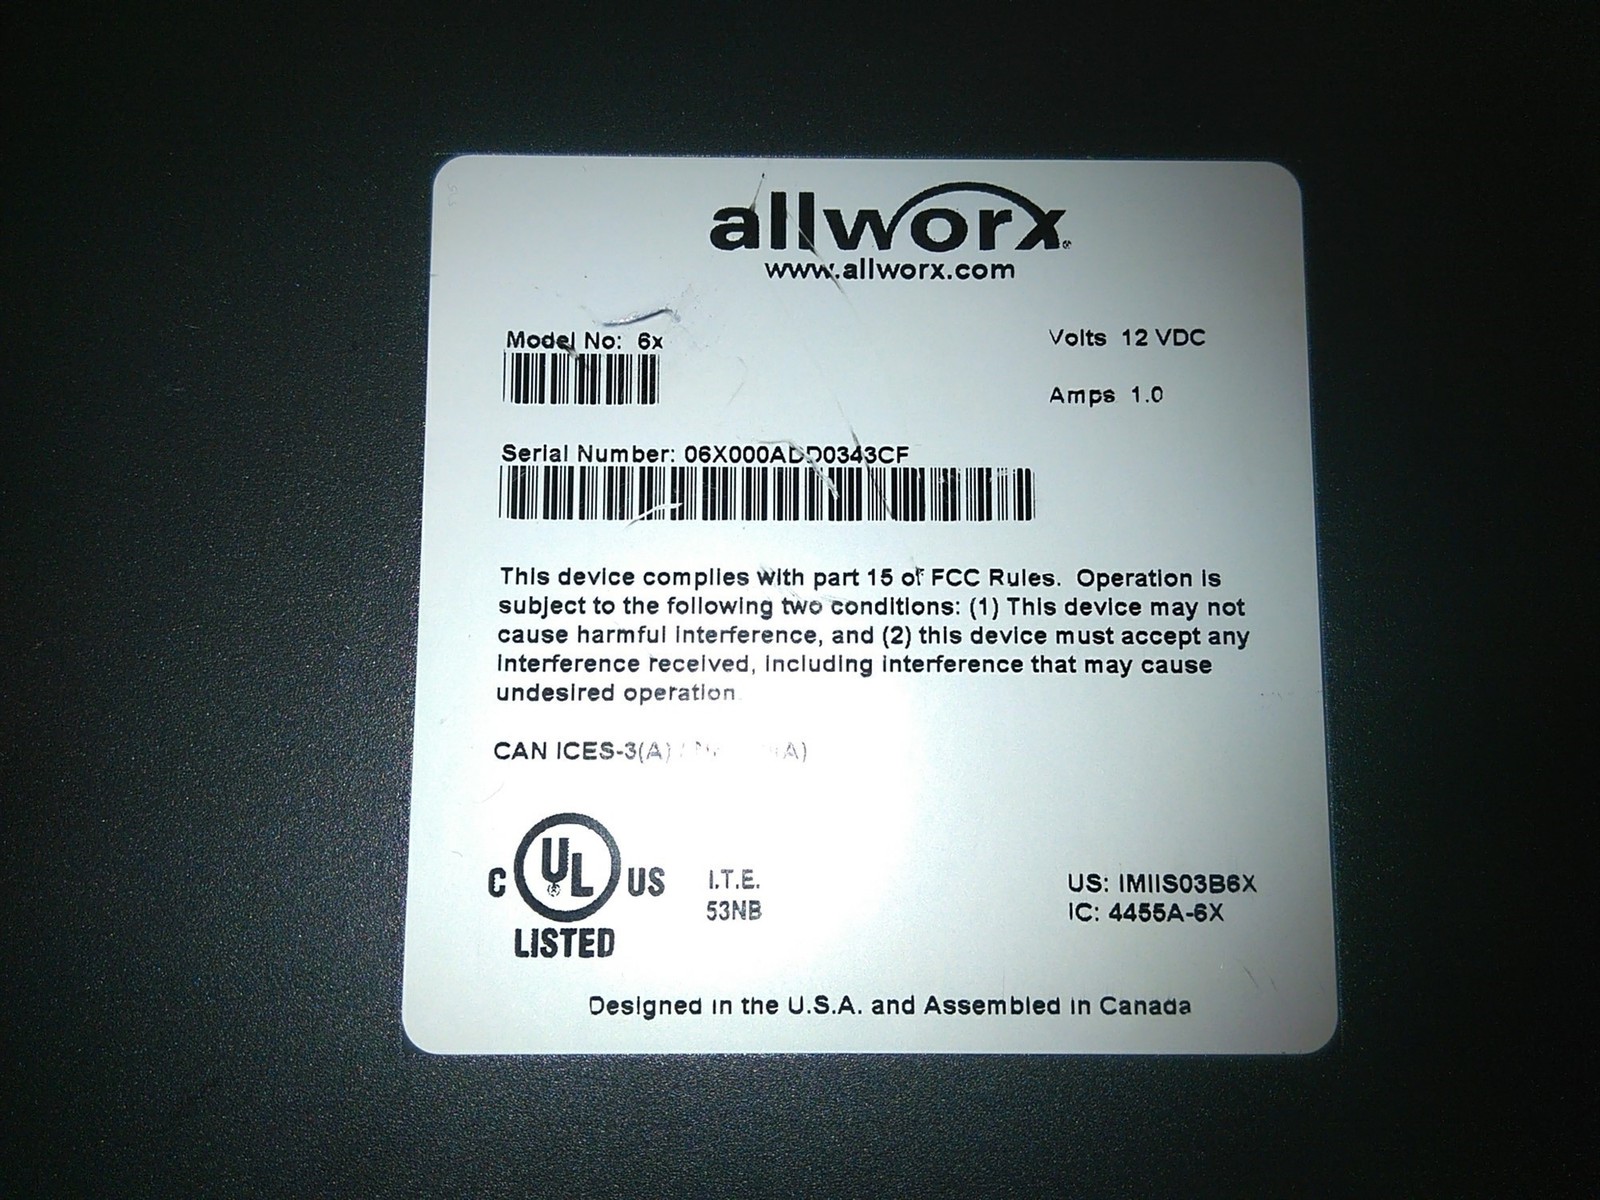 allworx
www.allworx.com
Model No: 6x
Volts 12 VDC
Amps 1.0
Serial Number: 06X000ADD0343CF
This device complies with part 15 of FCC Rules. Operation is
subject to the following two conditions: (1) This device may not
cause harmful interference, and (2) this device must accept any
interference received, including interference that may cause
undesired operation.
CAN ICES-3(A) /
C UL US
LISTED
I.T.E.
53NB
US: IMIIS03B6X
IC: 4455A-6X
Designed in the U.S.A. and Assembled in Canada